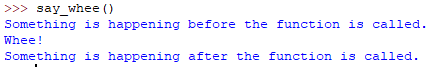 >>> say_whee()
Something is happening before the function is called.
Whee!
Something is happening after the function is called.